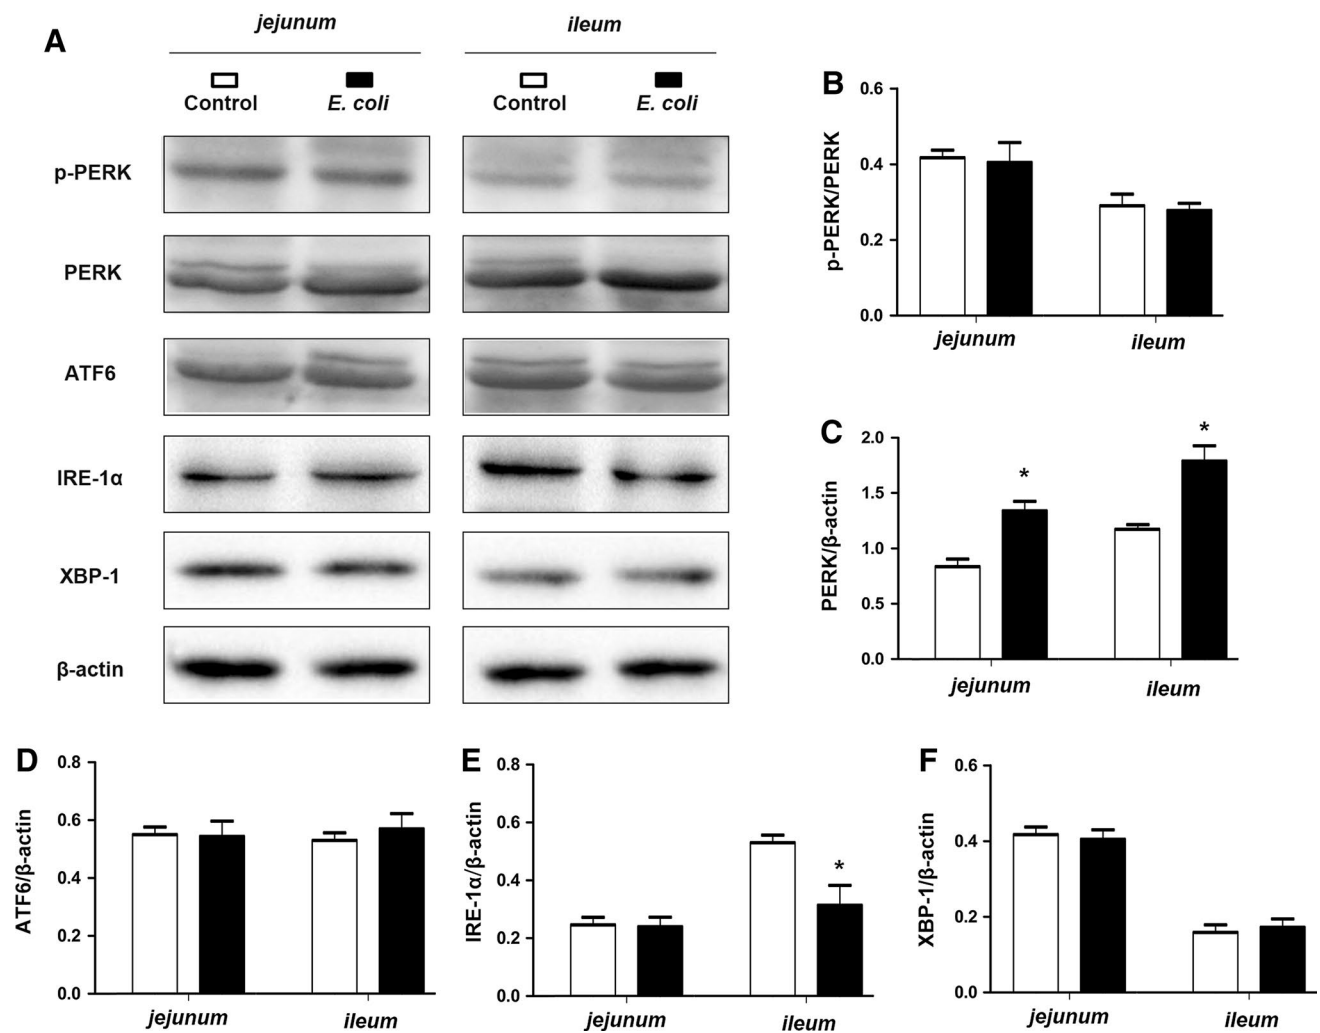 A
jejunum
ileum
Control
E. coli
Control
E. coli
p-PERK
PERK
ATF6
IRE-1α
XBP-1
β-actin
B
p-PERK/PERK
0.6
0.4
0.2
0.0
jejunum
ileum
C
PERK/β-actin
2.0
1.5
1.0
0.5
0.0
*
*
jejunum
ileum
D
ATF6/β-actin
0.8
0.6
0.4
0.2
0.0
jejunum
ileum
E
IRE-1α/β-actin
0.8
0.6
0.4
0.2
0.0
*
jejunum
ileum
F
XBP-1/β-actin
0.6
0.4
0.2
0.0
jejunum
ileum